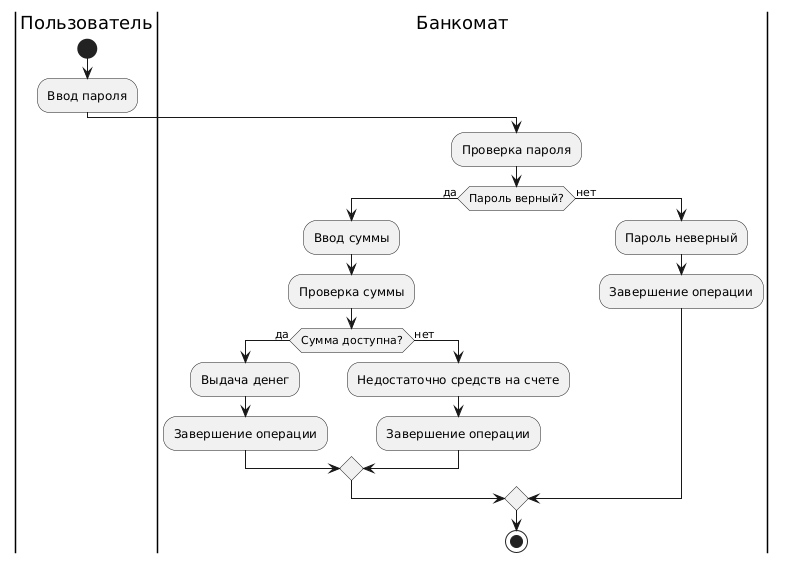 Пользователь
Банкомат
Ввод пароля
Проверка пароля
да
Пароль верный?
нет
Ввод суммы
Пароль неверный
Проверка суммы
Завершение операции
да
Сумма доступна?
нет
Выдача денег
Недостаточно средств на счете
Завершение операции
Завершение операции